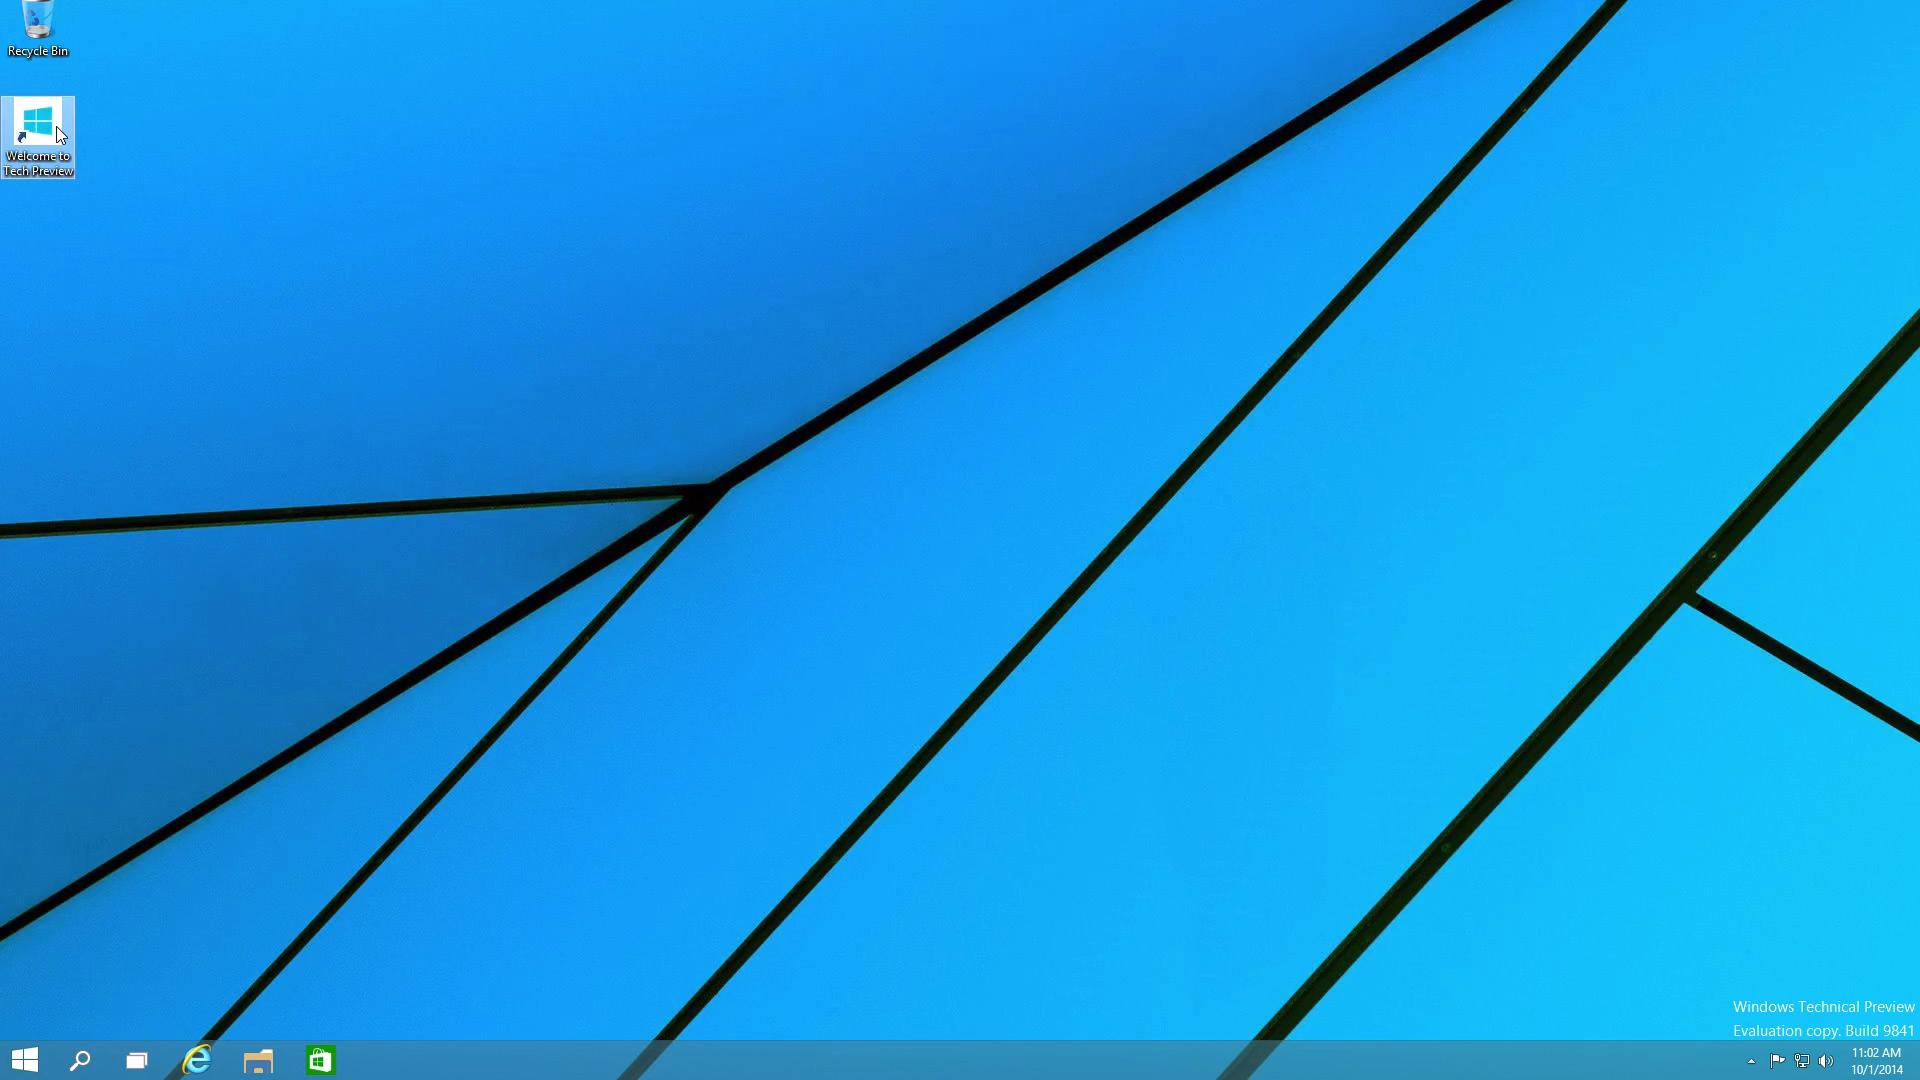 Recycle Bin
Welcome to
Tech Preview
Windows Technical Preview
Evaluation copy. Build 9841
11:02 AM
10/1/2014